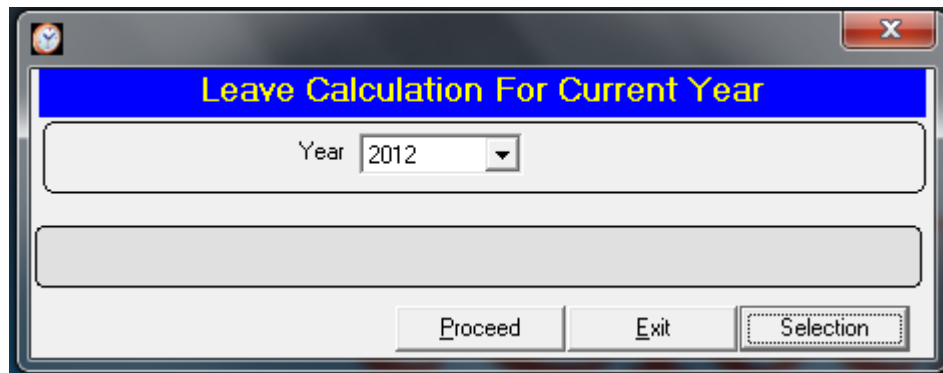 Leave Calculation For Current Year
Year 2012
Proceed Exit Selection